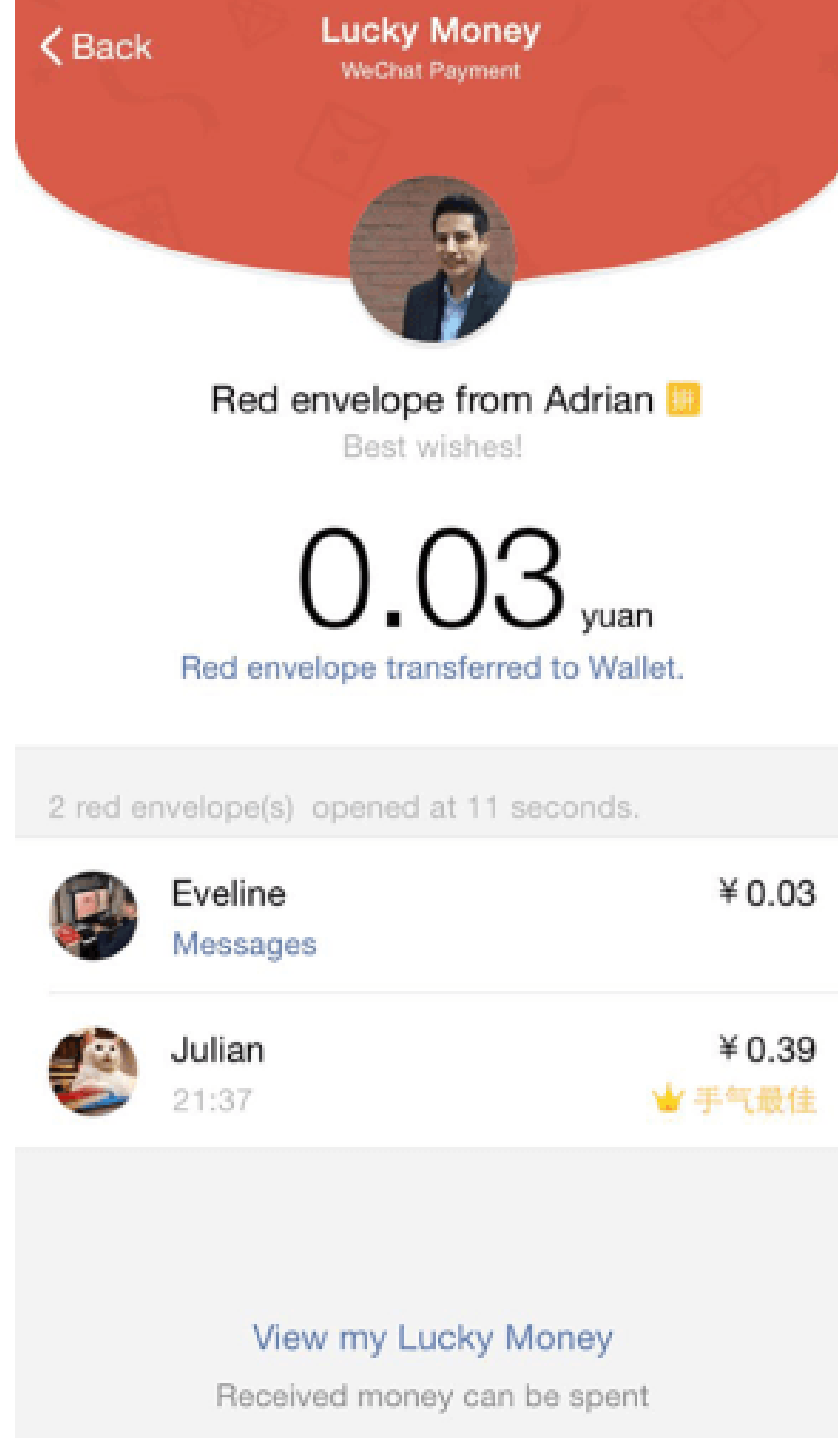 Back
Lucky Money
WeChat Payment
Red envelope from Adrian 拼
Best wishes!
0.03 yuan
Red envelope transferred to Wallet.
2 red envelope(s) opened at 11 seconds.
Eveline ¥0.03
Messages
Julian ¥0.39
21:37 手气最佳
View my Lucky Money
Received money can be spent